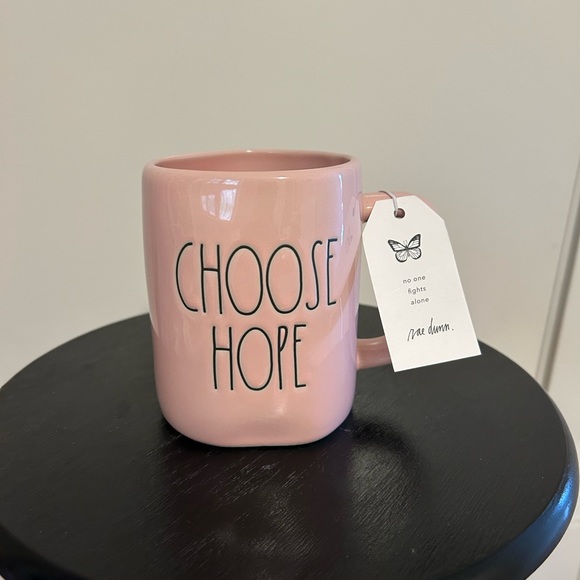 CHOOSE
HOPE
no one
fights
alone
rae dunn.